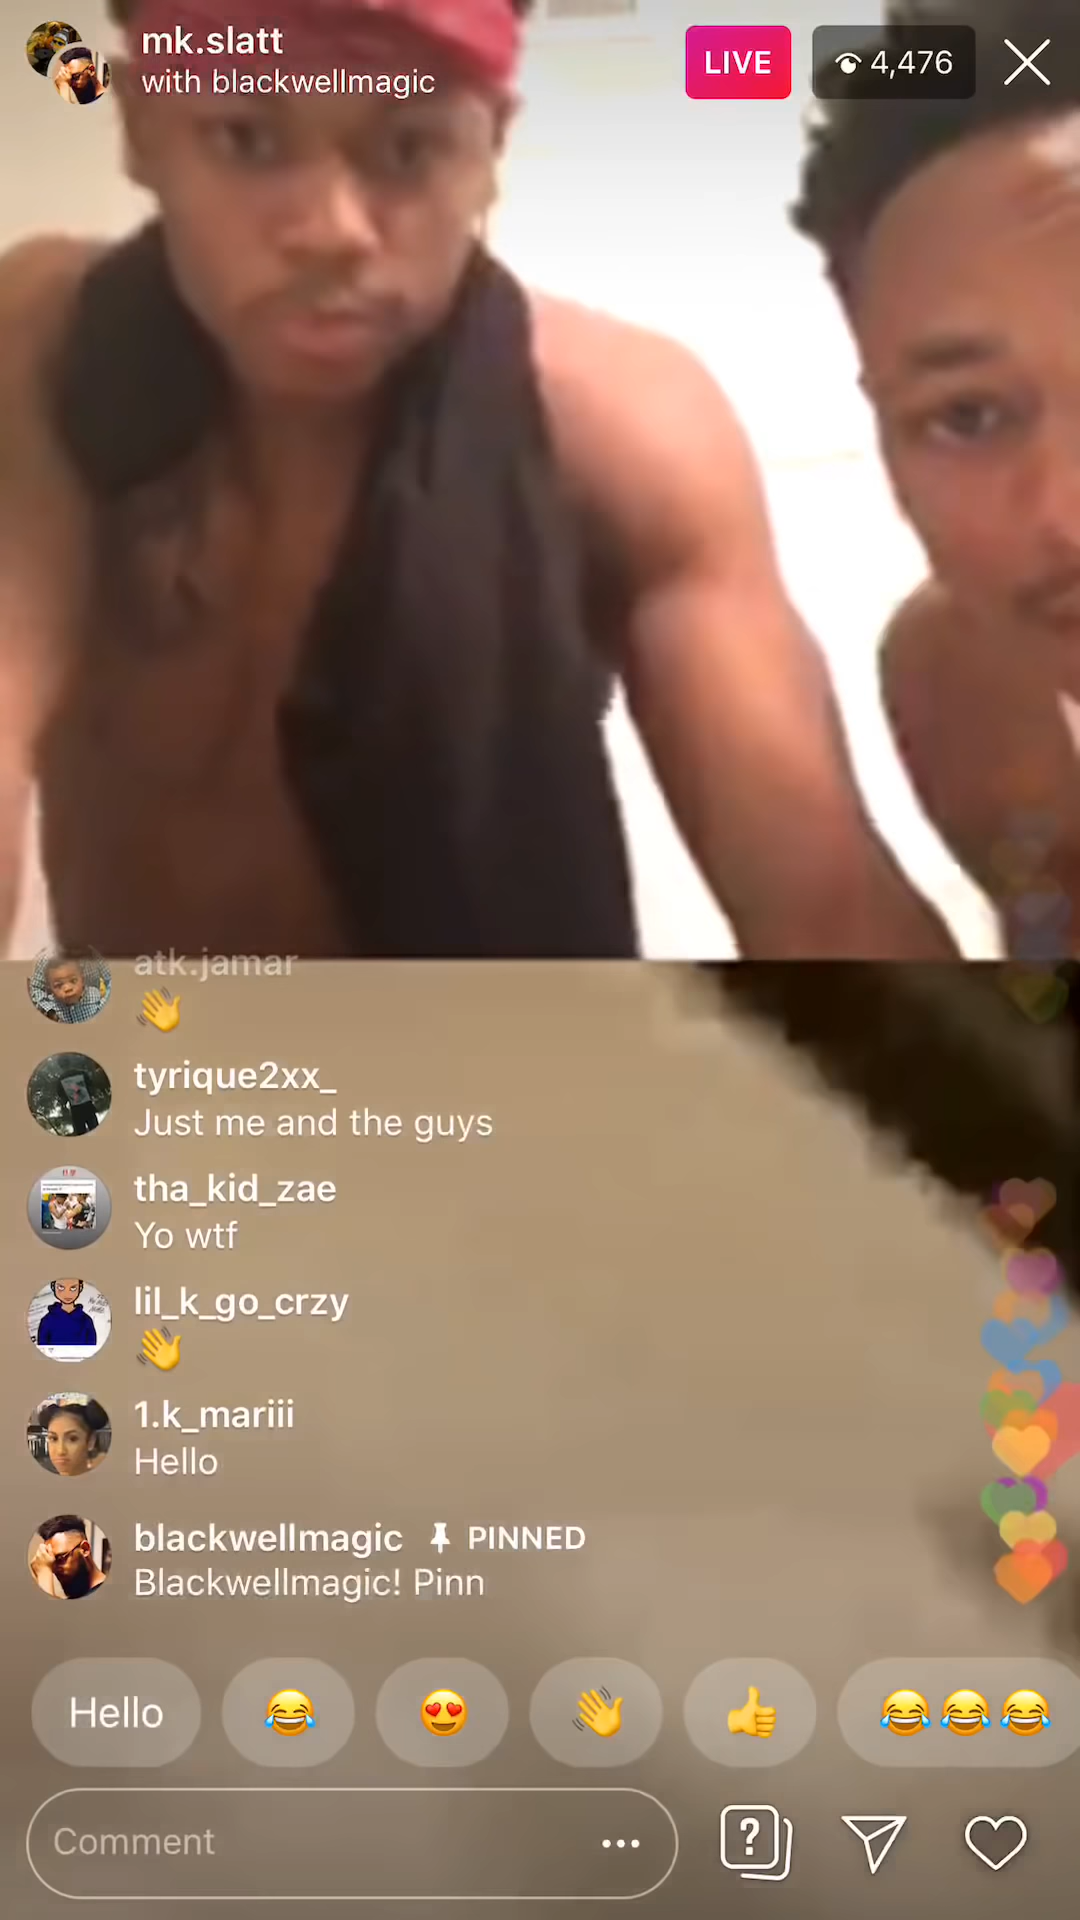 mk.slatt
with blackwellmagic
LIVE
4,476
atk.jamar
👋
tyrique2xx_
Just me and the guys
tha_kid_zae
Yo wtf
lil_k_go_crzy
👋
1.k_mariii
Hello
blackwellmagic PINNED
Blackwellmagic! Pinn
Hello 😂 😍 👋 👍 😂😂😂
Comment ...
?